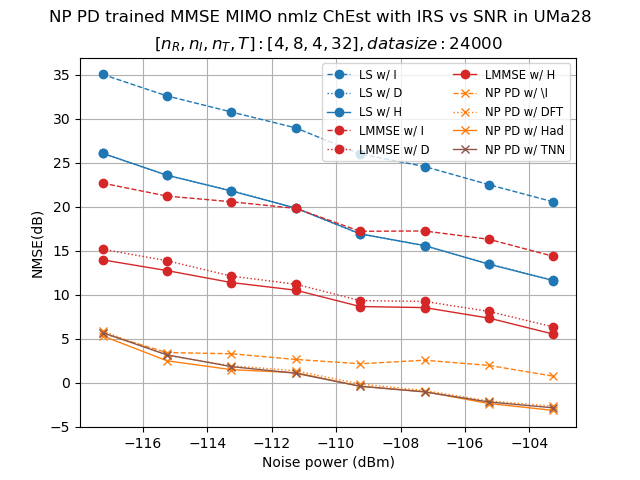 NP PD trained MMSE MIMO nmlz ChEst with IRS vs SNR in UMa28
[n_R, n_I, n_T, T] : [4, 8, 4, 32], datasize : 24000
35
30
25
20
15
10
5
0
−5
NMSE(dB)
LS w/ I
LS w/ D
LS w/ H
LMMSE w/ I
LMMSE w/ D
LMMSE w/ H
NP PD w/ \I
NP PD w/ DFT
NP PD w/ Had
NP PD w/ TNN
−116
−114
−112
−110
−108
−106
−104
Noise power (dBm)